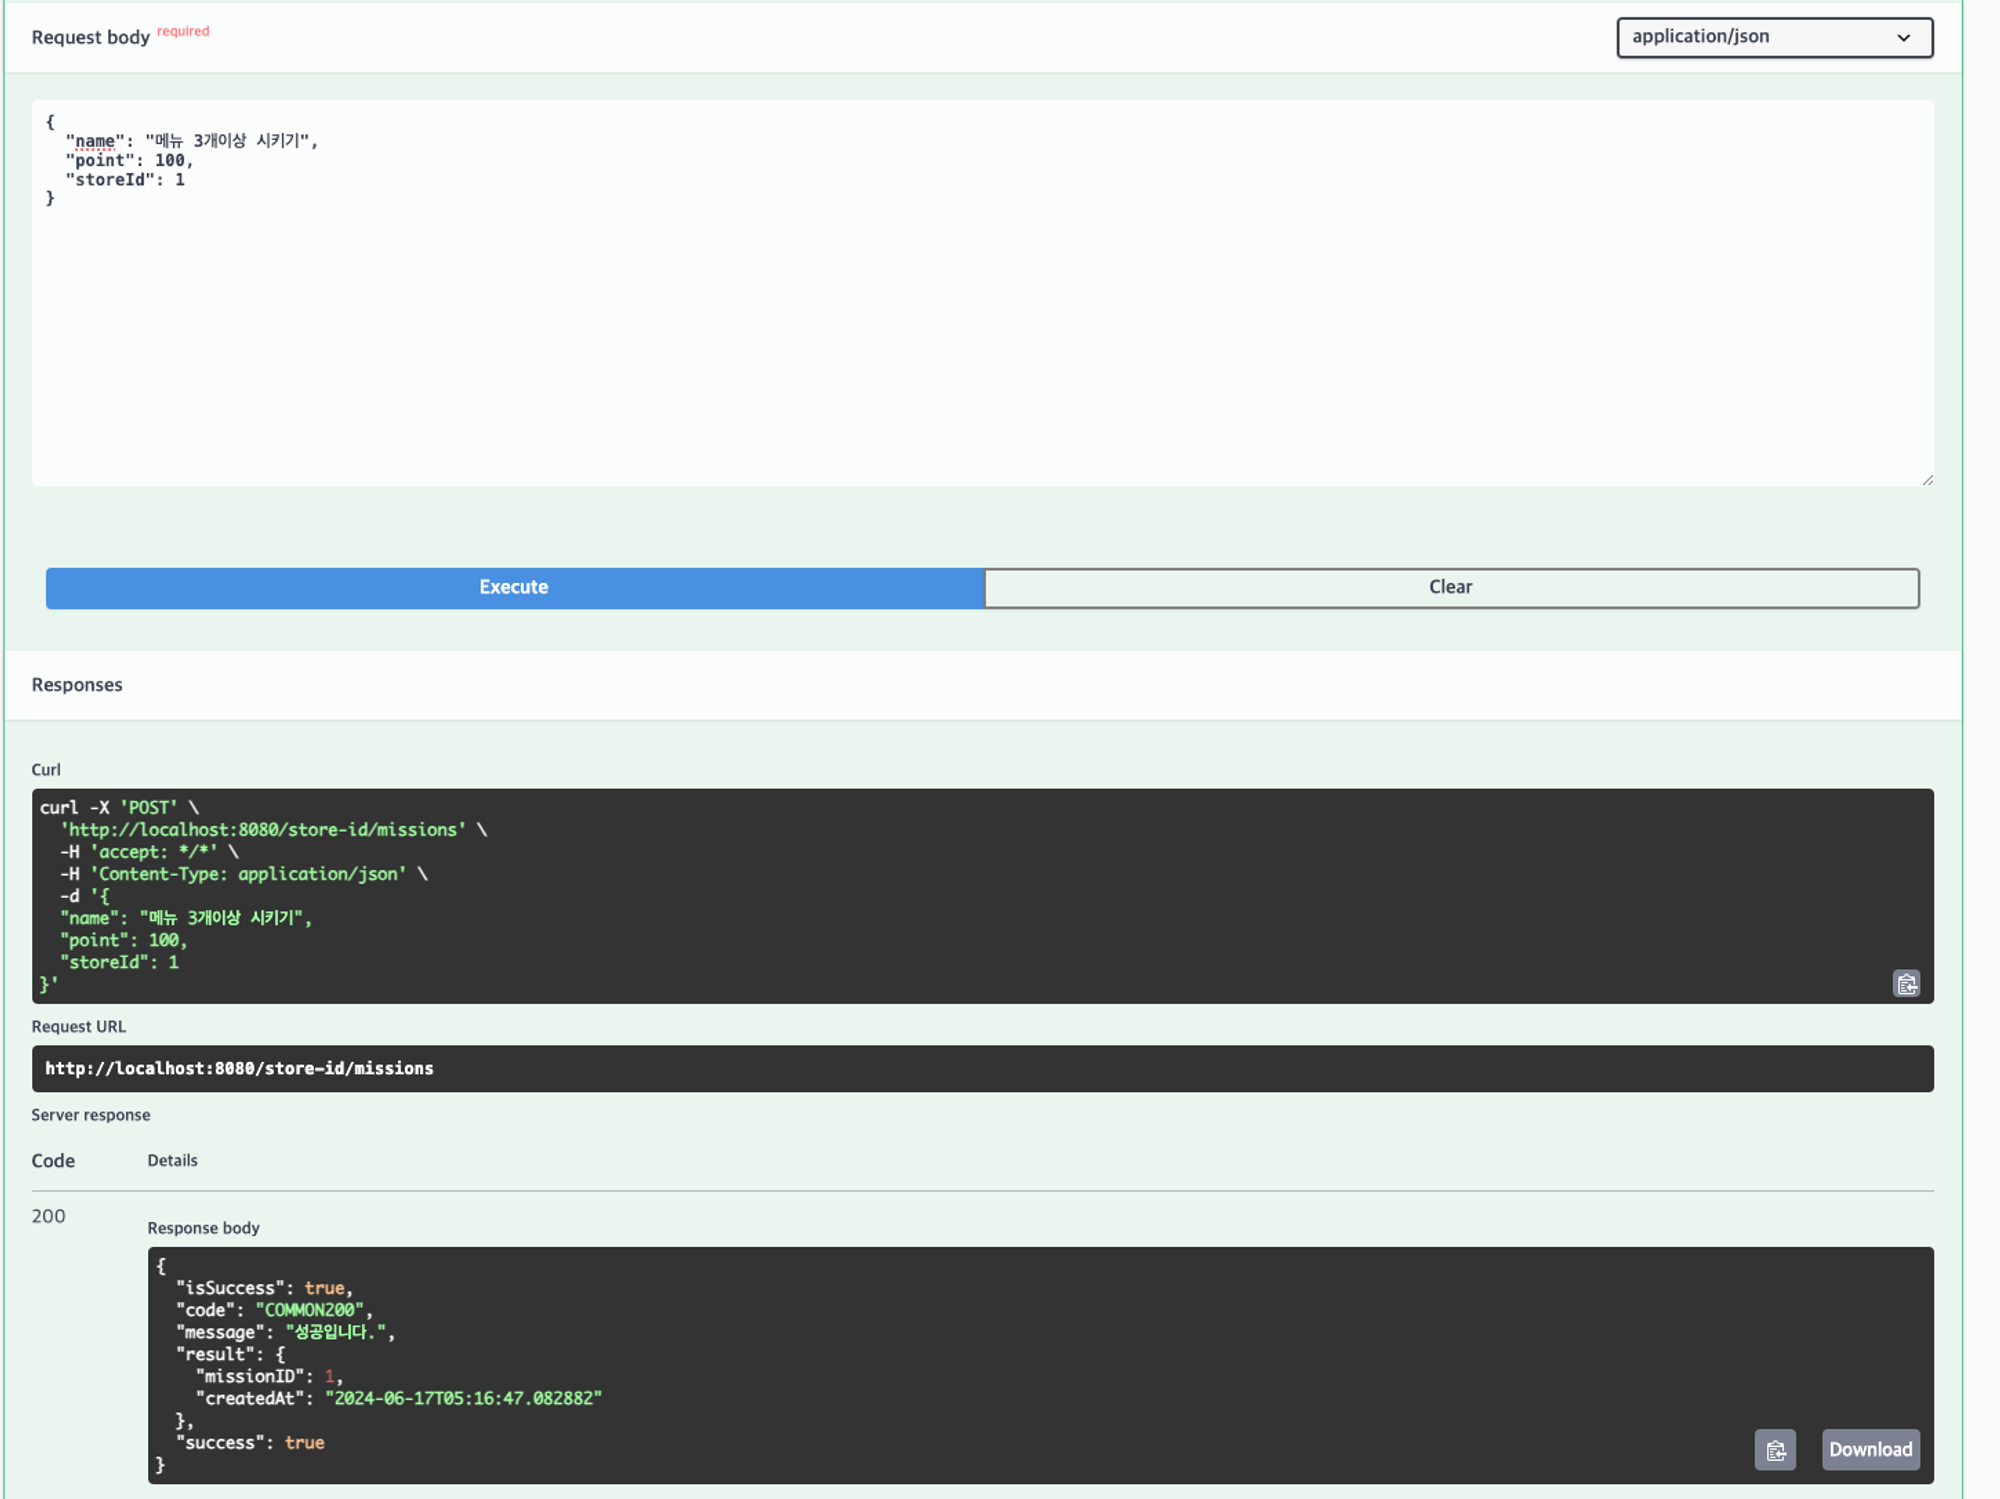 Request body required
application/json
{
  "name": "메뉴 3개이상 시키기",
  "point": 100,
  "storeId": 1
}
Execute
Clear
Responses
Curl
curl -X 'POST' \
  'http://localhost:8080/store-id/missions' \
  -H 'accept: */*' \
  -H 'Content-Type: application/json' \
  -d '{
  "name": "메뉴 3개이상 시키기",
  "point": 100,
  "storeId": 1
}'
Request URL
http://localhost:8080/store-id/missions
Server response
Code Details
200
Response body
{
  "isSuccess": true,
  "code": "COMMON200",
  "message": "성공입니다.",
  "result": {
    "missionID": 1,
    "createdAt": "2024-06-17T05:16:47.082882"
  },
  "success": true
}
Download